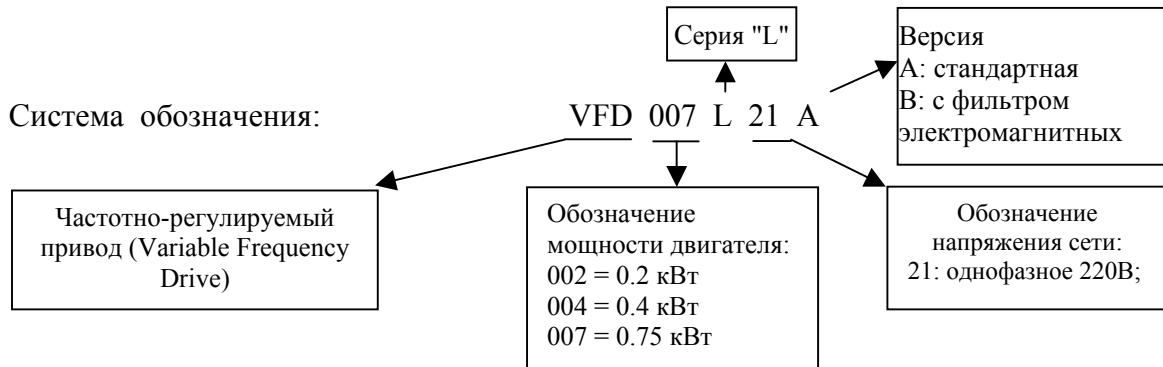 Серия "L"
Версия
А: стандартная
В: с фильтром
электромагнитных
Система обозначения:
VFD 007 L 21 A
Частотно-регулируемый
привод (Variable Frequency
Drive)
Обозначение
мощности двигателя:
002 = 0.2 кВт
004 = 0.4 кВт
007 = 0.75 кВт
Обозначение
напряжения сети:
21: однофазное 220В;